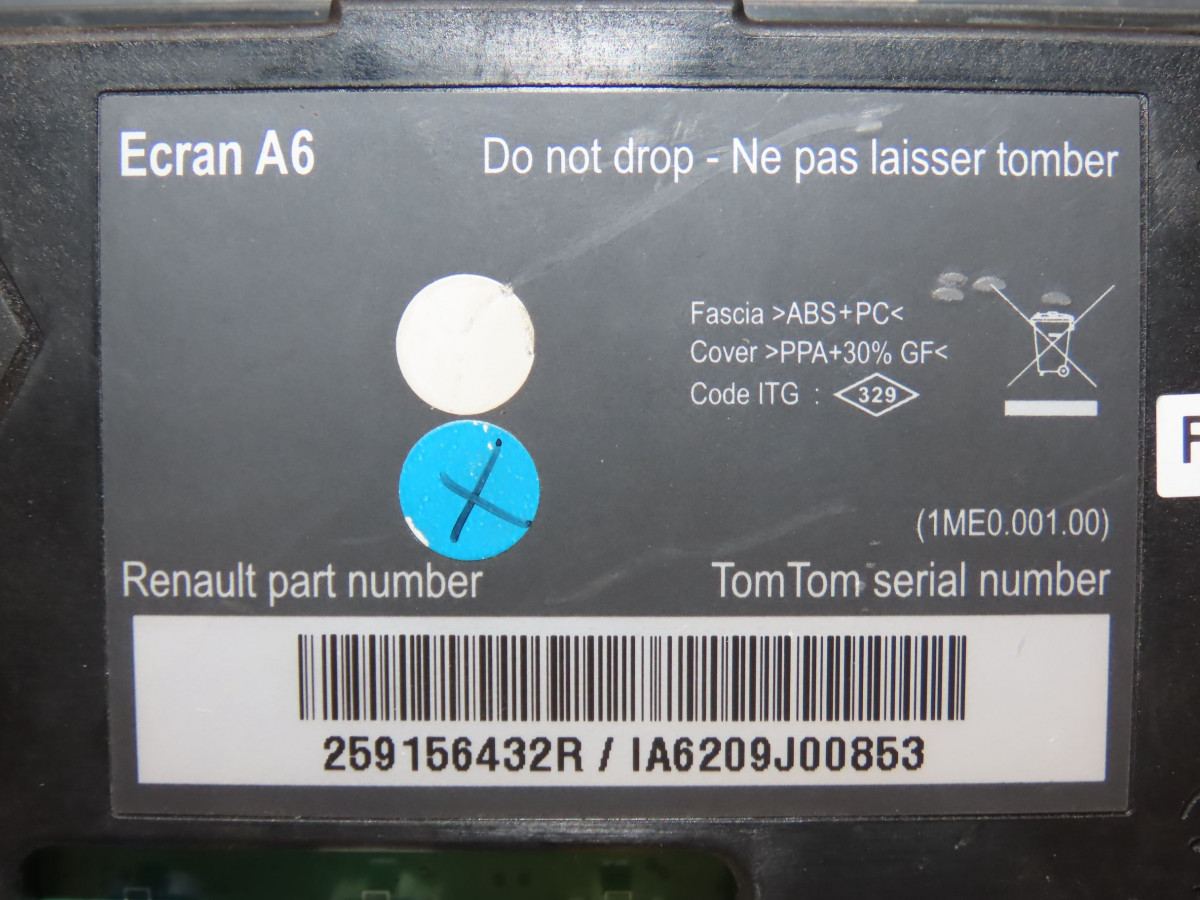 Ecran A6
Do not drop - Ne pas laisser tomber
Fascia >ABS+PC<
Cover >PPA+30% GF<
Code ITG : 329
(1ME0.001.00)
Renault part number
TomTom serial number
259156432R / IA6209J00853